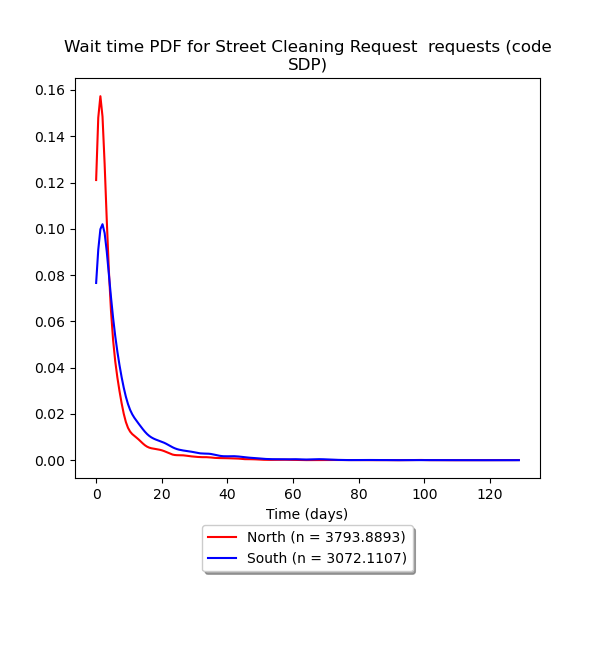 Wait time PDF for Street Cleaning Request  requests (code
SDP)
0.16
0.14
0.12
0.10
0.08
0.06
0.04
0.02
0.00
0 20 40 60 80 100 120
Time (days)
North (n = 3793.8893)
South (n = 3072.1107)